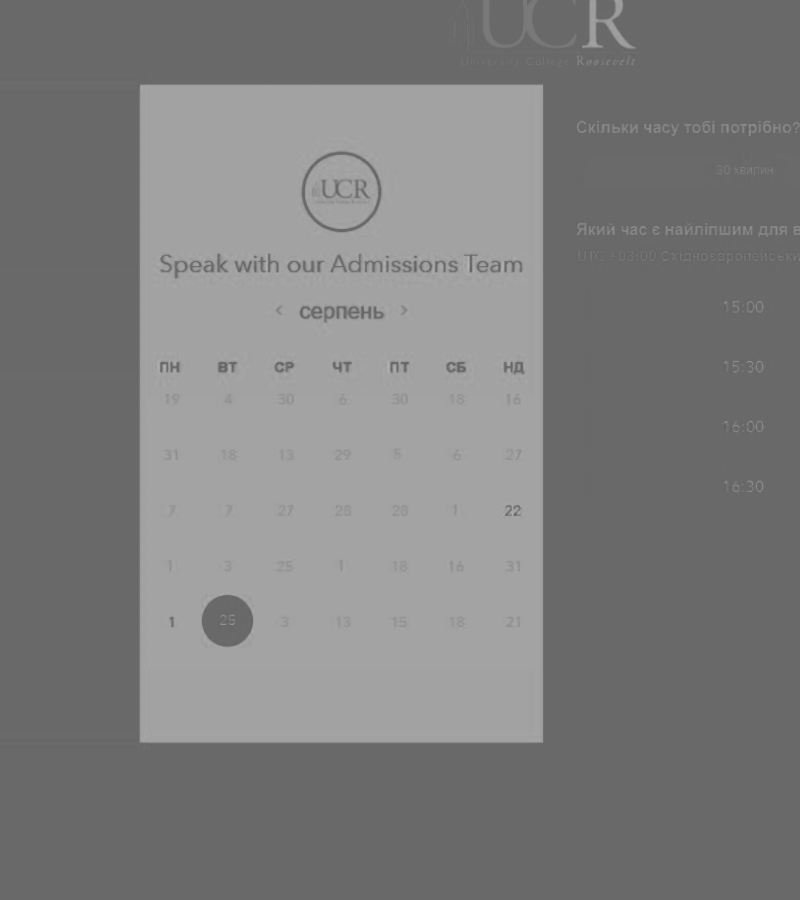 UCR
University College Roosevelt
UCR
Speak with our Admissions Team
< серпень >
ПН ВТ СР ЧТ ПТ СБ НД
19 4 30 6 30 18 16
31 18 13 29 5 6 27
7 7 27 28 28 1 22
1 3 25 1 18 16 31
1 25 3 13 15 18 21
Скільки часу тобі потрібно?
30 хвилин
Який час є найліпшим для в
UTC +03:00 Східноєвропейськи
15:00
15:30
16:00
16:30